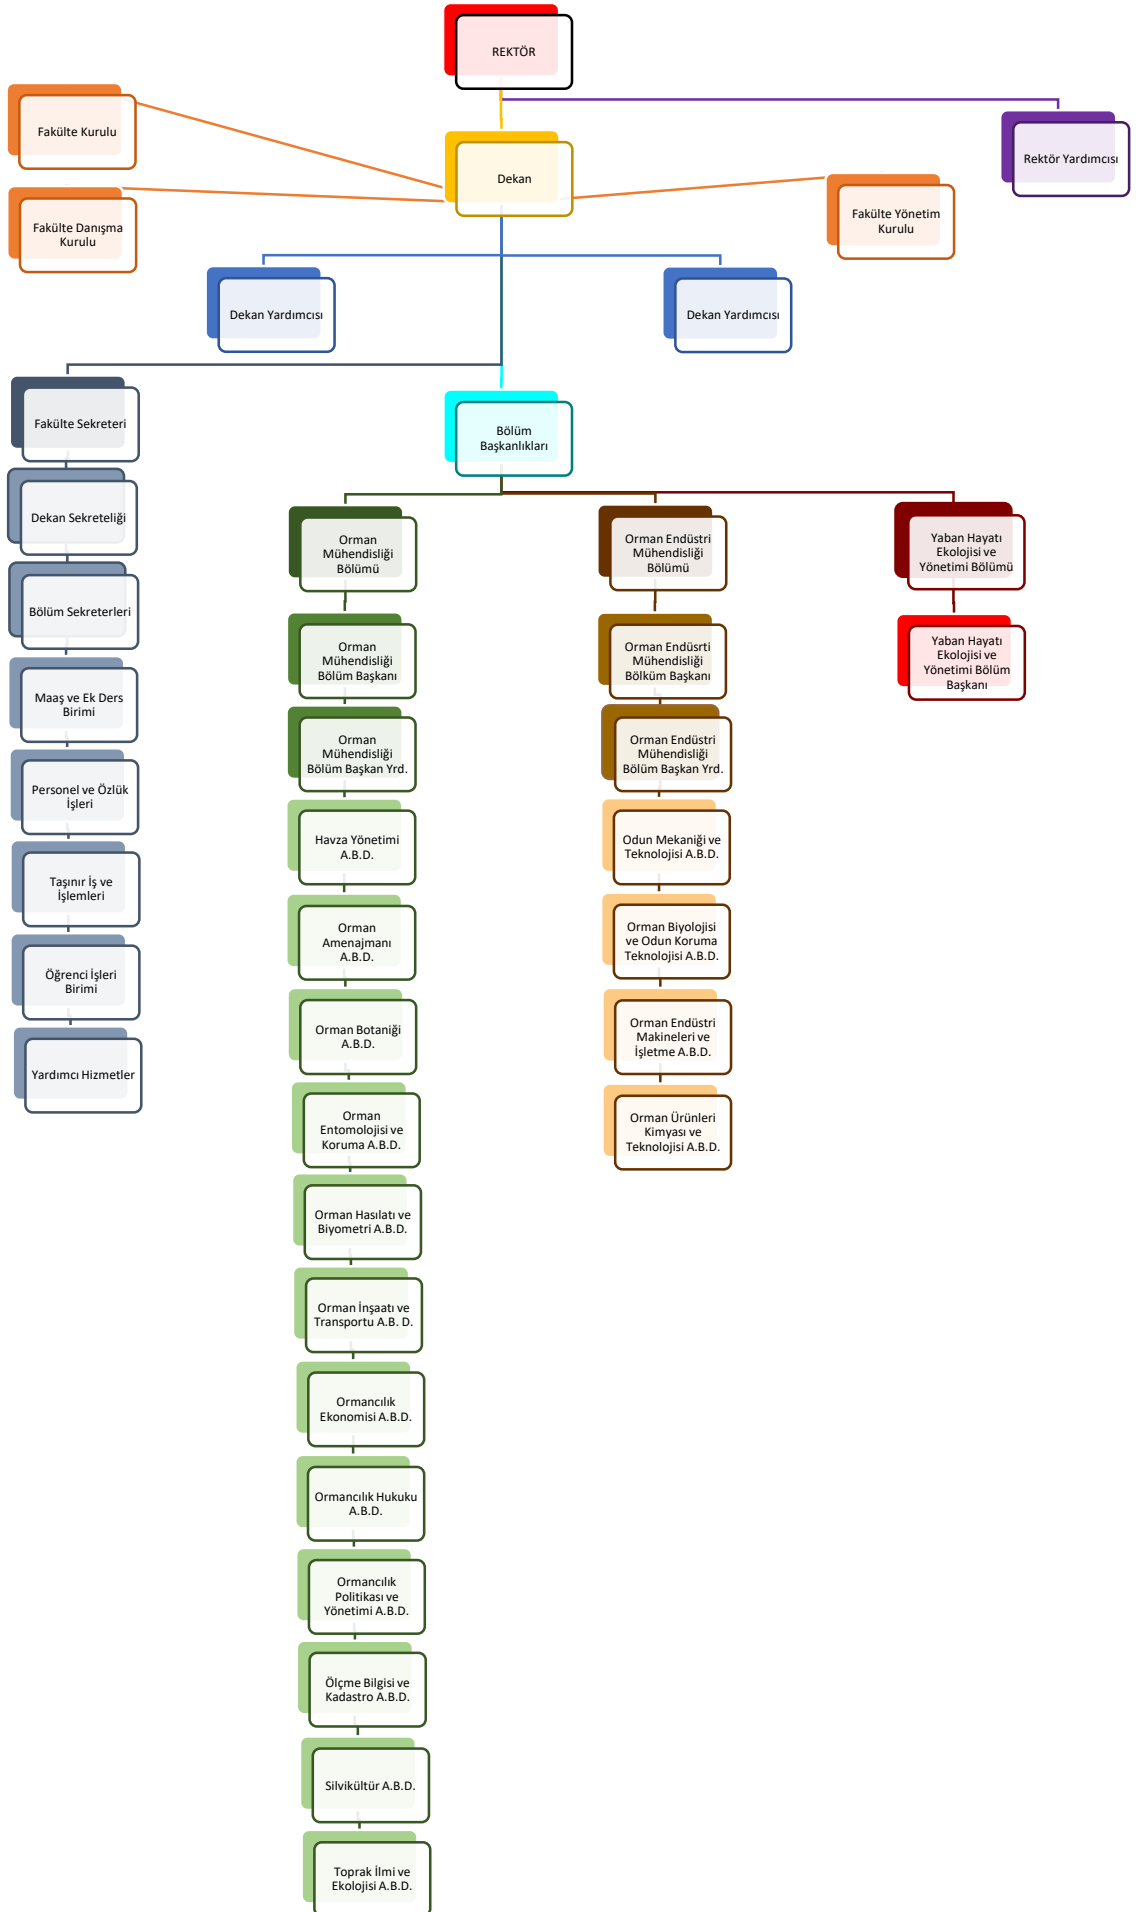 REKTÖR
Fakülte Kurulu
Dekan
Rektör Yardımcısı
Fakülte Danışma
Kurulu
Fakülte Yönetim
Kurulu
Dekan Yardımcısı
Dekan Yardımcısı
Fakülte Sekreteri
Dekan Sekreteliği
Bölüm Sekreterleri
Maaş ve Ek Ders
Birimi
Personel ve Özlük
İşleri
Taşınır İş ve
İşlemleri
Öğrenci İşleri
Birimi
Yardımcı Hizmetler
Bölüm
Başkanlıkları
Orman
Mühendisliği
Bölümü
Orman
Mühendisliği
Bölüm Başkanı
Orman
Mühendisliği
Bölüm Başkan Yrd.
Havza Yönetimi
A.B.D.
Orman
Amenajmanı
A.B.D.
Orman Botaniği
A.B.D.
Orman
Entomolojisi ve
Koruma A.B.D.
Orman Hasılatı ve
Biyometri A.B.D.
Orman İnşaatı ve
Transportu A.B. D.
Ormancılık
Ekonomisi A.B.D.
Ormancılık Hukuku
A.B.D.
Ormancılık
Politikası ve
Yönetimi A.B.D.
Ölçme Bilgisi ve
Kadastro A.B.D.
Silvikültür A.B.D.
Toprak İlmi ve
Ekolojisi A.B.D.
Orman Endüstri
Mühendisliği
Bölümü
Orman Endüsrti
Mühendisliği
Bölküm Başkanı
Orman Endüstri
Mühendisliği
Bölüm Başkan Yrd.
Odun Mekaniği ve
Teknolojisi A.B.D.
Orman Biyolojisi
ve Odun Koruma
Teknolojisi A.B.D.
Orman Endüstri
Makineleri ve
İşletme A.B.D.
Orman Ürünleri
Kimyası ve
Teknolojisi A.B.D.
Yaban Hayatı
Ekolojisi ve
Yönetimi Bölümü
Yaban Hayatı
Ekolojisi ve
Yönetimi Bölüm
Başkanı